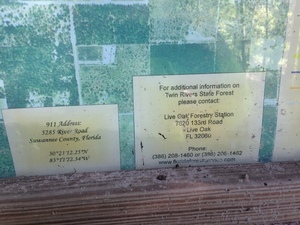 911 Address:
5285 River Road
Suwannee County, Florida
30°21'12.25"N
83°11'22.34"W
For additional information on
Twin Rivers State Forest
please contact:
Live Oak Forestry Station
7620 133rd Road
Live Oak
FL 32060
Phone:
(386) 208-1460 or (386) 208-1462